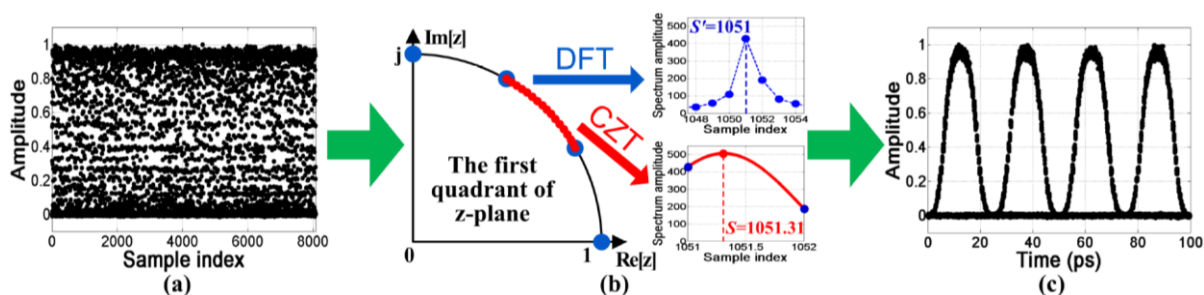 Amplitude
1
0.8
0.6
0.4
0.2
0
0 2000 4000 6000 8000
Sample index
(a)
Im[z]
j
DFT
CZT
The first
quadrant of
z-plane
0
1
Re[z]
(b)
Spectrum amplitude
500
400
300
200
100
0
S'=1051
1048 1050 1052 1054
Sample index
Spectrum amplitude
500
400
300
200
100
0
S=1051.31
1051 1051.5 1052
Sample index
Amplitude
1
0.8
0.6
0.4
0.2
0
0 20 40 60 80 100
Time (ps)
(c)